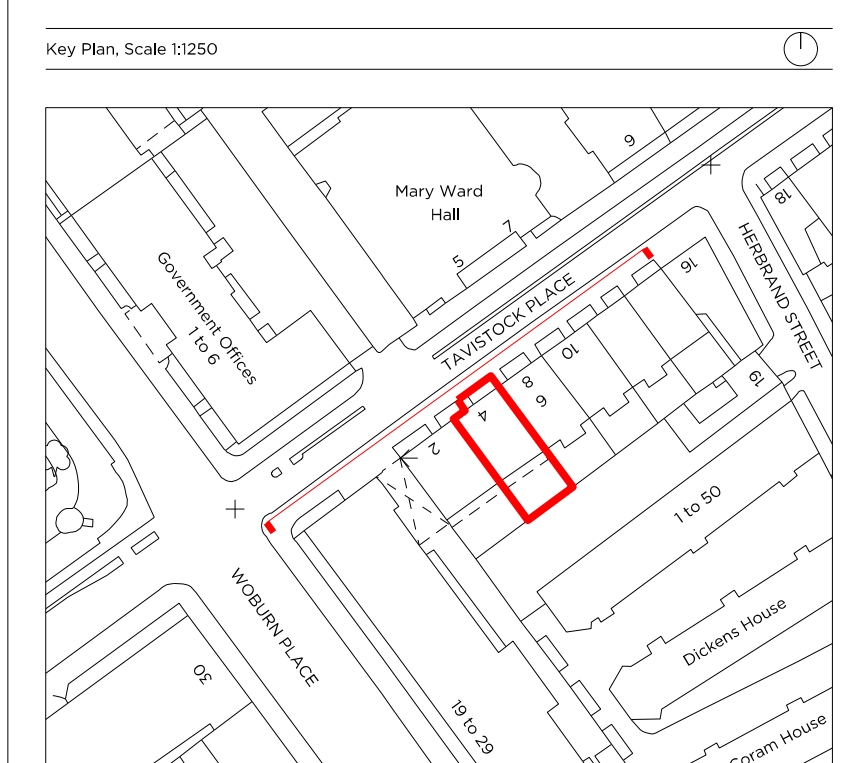 Key Plan, Scale 1:1250
6
Mary Ward
Hall
18
7
5
HERBRAND STREET
Government Offices
1 to 6
16
TAVISTOCK PLACE
10
8
19
6
4
2
1 to 50
WOBURN PLACE
Dickens House
30
19 to 29
Coram House